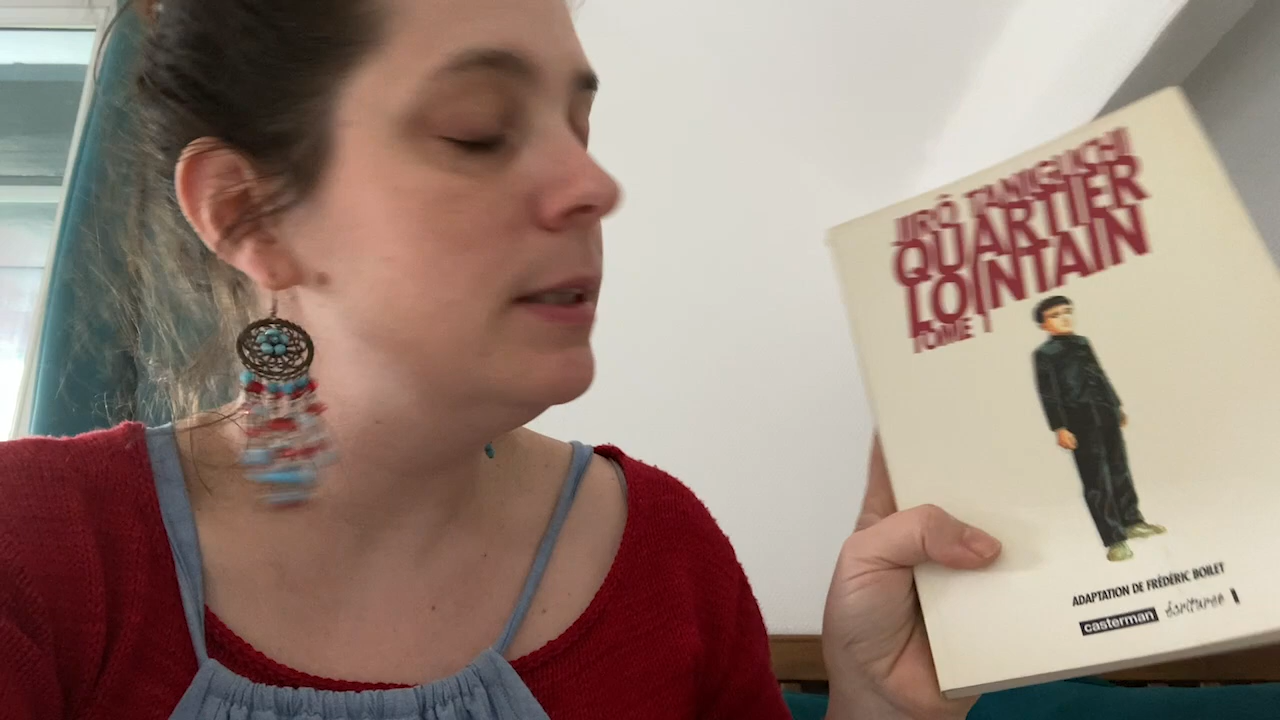 JIRÔ TANIGUCHI
QUARTIER
LOINTAIN
TOME 1
ADAPTATION DE FRÉDÉRIC BOILET
casterman écritures